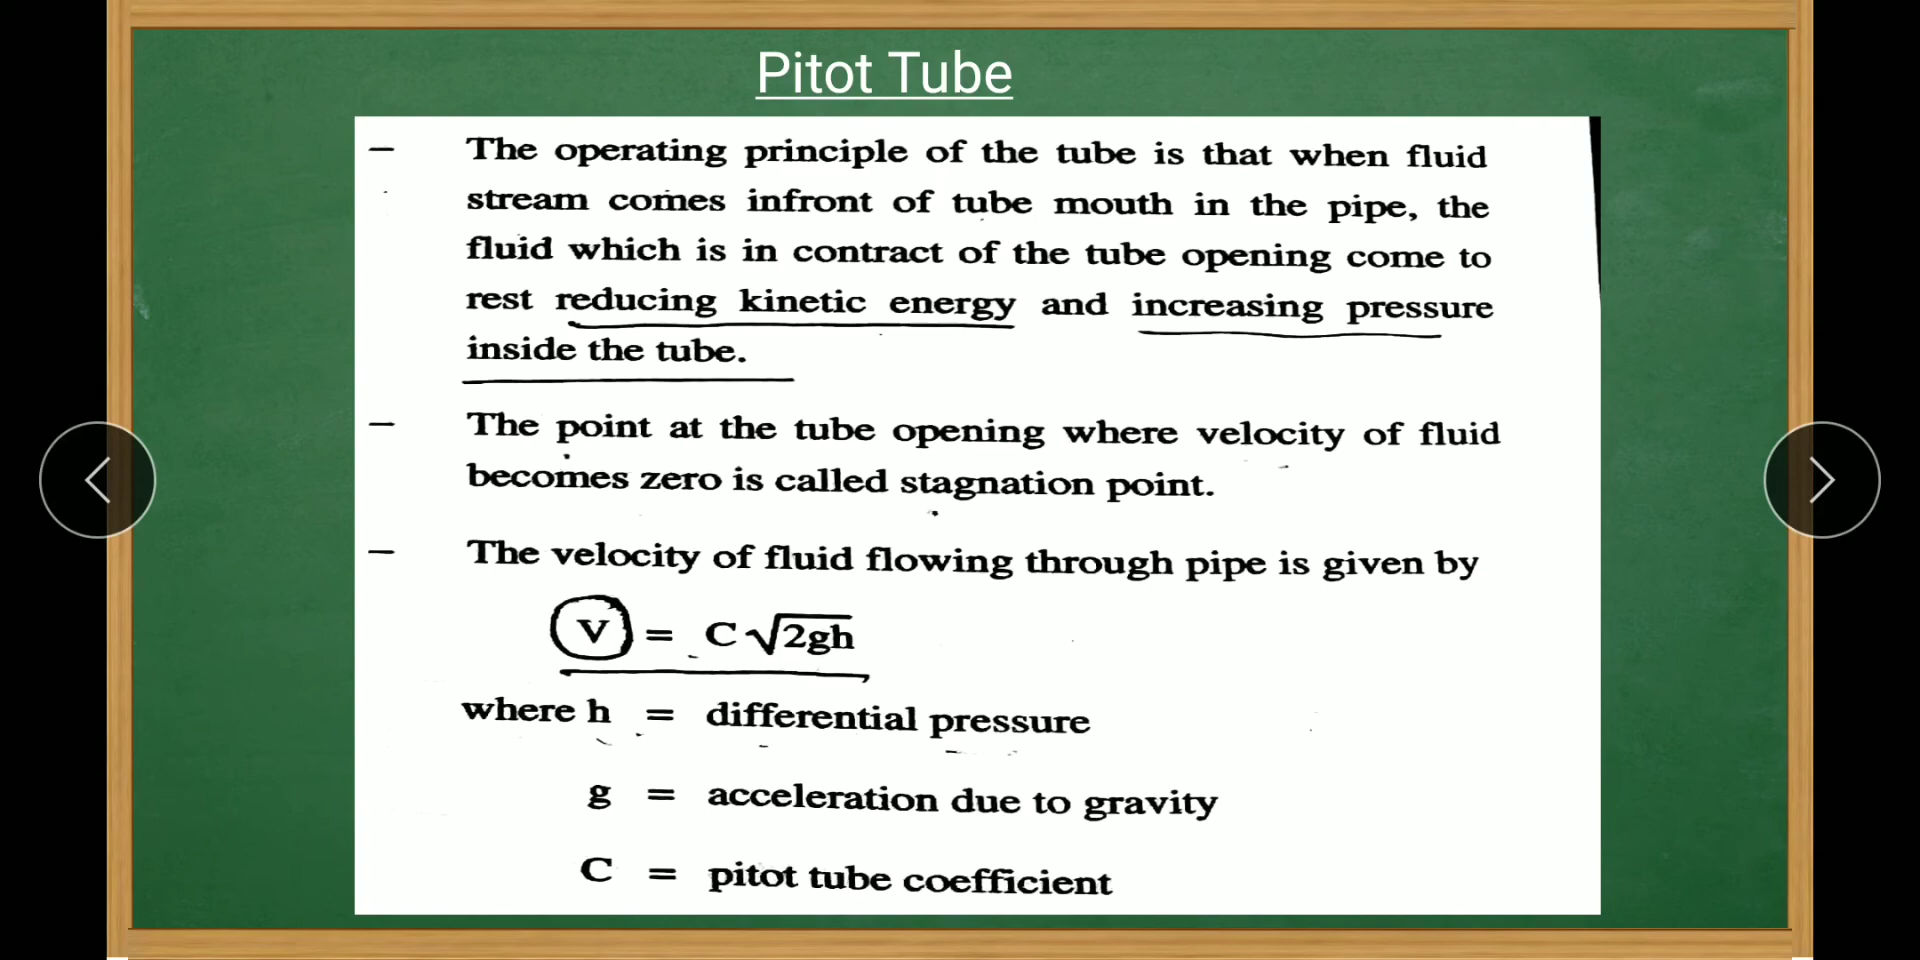 Pitot Tube
– The operating principle of the tube is that when fluid
stream comes infront of tube mouth in the pipe, the
fluid which is in contract of the tube opening come to
rest reducing kinetic energy and increasing pressure
inside the tube.
– The point at the tube opening where velocity of fluid
becomes zero is called stagnation point.
– The velocity of fluid flowing through pipe is given by
V = C√2gh
where h = differential pressure
g = acceleration due to gravity
C = pitot tube coefficient